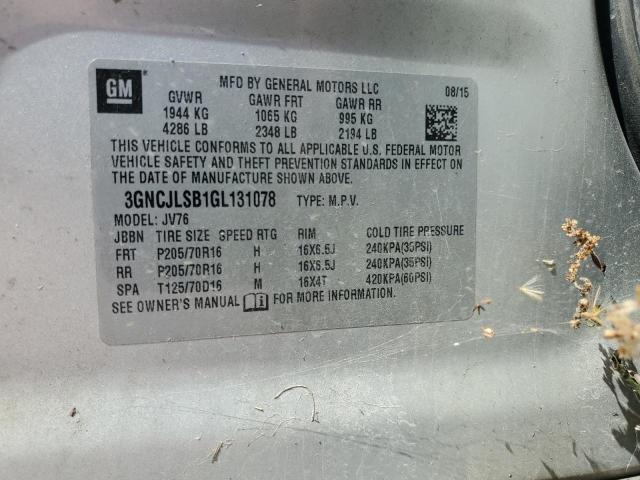 GM
MFD BY GENERAL MOTORS LLC 08/15
GVWR GAWR FRT GAWR RR
1944 KG 1065 KG 995 KG
4286 LB 2348 LB 2194 LB
THIS VEHICLE CONFORMS TO ALL APPLICABLE U.S. FEDERAL MOTOR
VEHICLE SAFETY AND THEFT PREVENTION STANDARDS IN EFFECT ON
THE DATE OF MANUFACTURE SHOWN ABOVE.
3GNCJLSB1GL131078 TYPE: M.P.V.
MODEL: JV76
JBBN TIRE SIZE SPEED RTG RIM COLD TIRE PRESSURE
FRT P205/70R16 H 16X6.5J 240KPA(35PSI)
RR P205/70R16 H 16X6.5J 240KPA(35PSI)
SPA T125/70D16 M 16X4T 420KPA(60PSI)
SEE OWNER'S MANUAL FOR MORE INFORMATION.